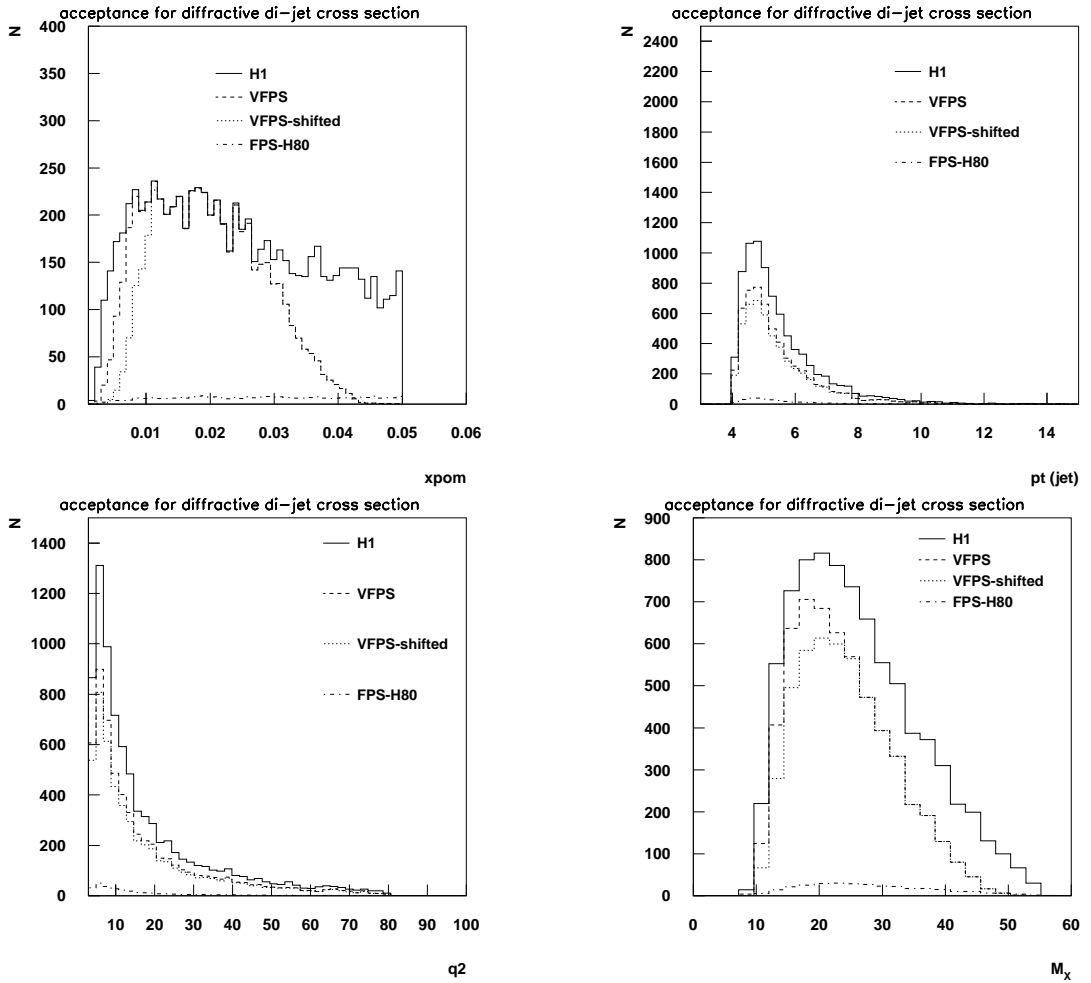 acceptance for diffractive di-jet cross section
N
400
350
300
250
200
150
100
50
0
H1
VFPS
VFPS-shifted
FPS-H80
0.01 0.02 0.03 0.04 0.05 0.06
xpom
acceptance for diffractive di-jet cross section
N
2400
2200
2000
1800
1600
1400
1200
1000
800
600
400
200
0
H1
VFPS
VFPS-shifted
FPS-H80
4 6 8 10 12 14
pt (jet)
acceptance for diffractive di-jet cross section
N
1400
1200
1000
800
600
400
200
0
H1
VFPS
VFPS-shifted
FPS-H80
10 20 30 40 50 60 70 80 90 100
q2
acceptance for diffractive di-jet cross section
N
900
800
700
600
500
400
300
200
100
0
H1
VFPS
VFPS-shifted
FPS-H80
0 10 20 30 40 50 60
MX